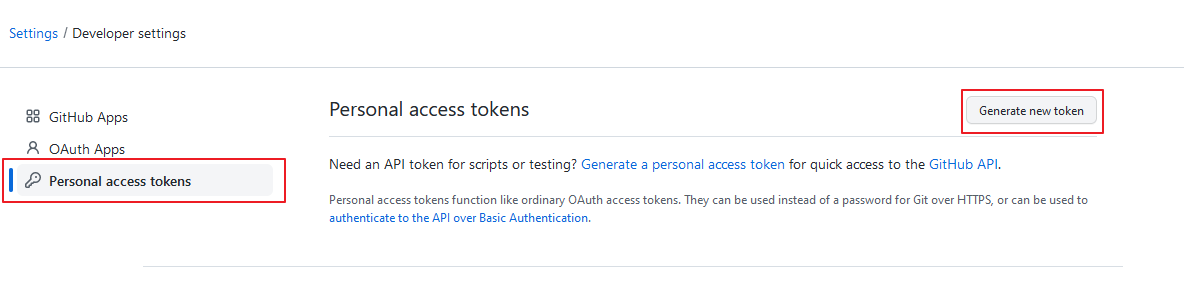 Settings / Developer settings
GitHub Apps
OAuth Apps
Personal access tokens
Personal access tokens
Generate new token
Need an API token for scripts or testing? Generate a personal access token for quick access to the GitHub API.
Personal access tokens function like ordinary OAuth access tokens. They can be used instead of a password for Git over HTTPS, or can be used to
authenticate to the API over Basic Authentication.